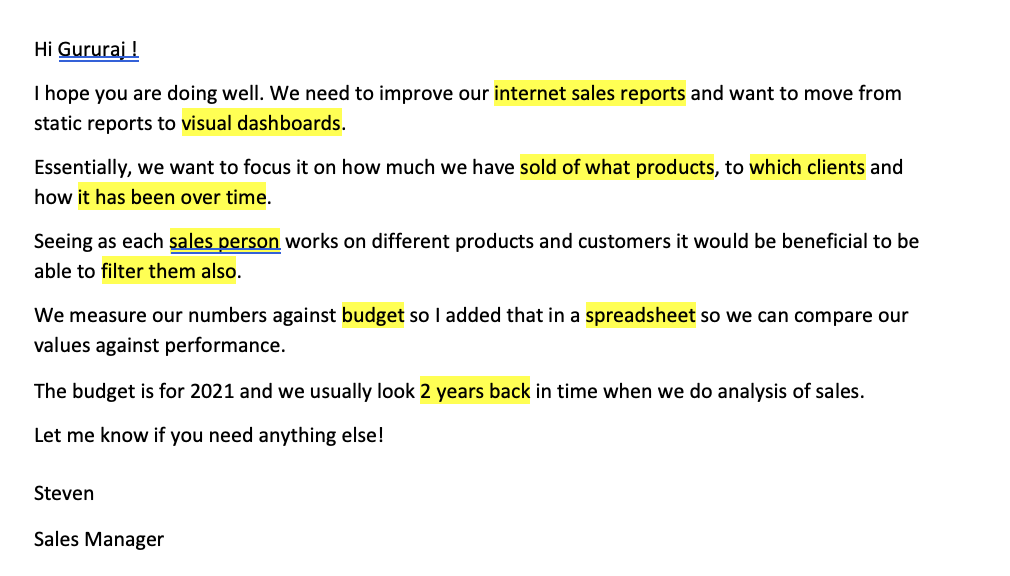 Hi Gururaj !
I hope you are doing well. We need to improve our internet sales reports and want to move from
static reports to visual dashboards.
Essentially, we want to focus it on how much we have sold of what products, to which clients and
how it has been over time.
Seeing as each sales person works on different products and customers it would be beneficial to be
able to filter them also.
We measure our numbers against budget so I added that in a spreadsheet so we can compare our
values against performance.
The budget is for 2021 and we usually look 2 years back in time when we do analysis of sales.
Let me know if you need anything else!
Steven
Sales Manager